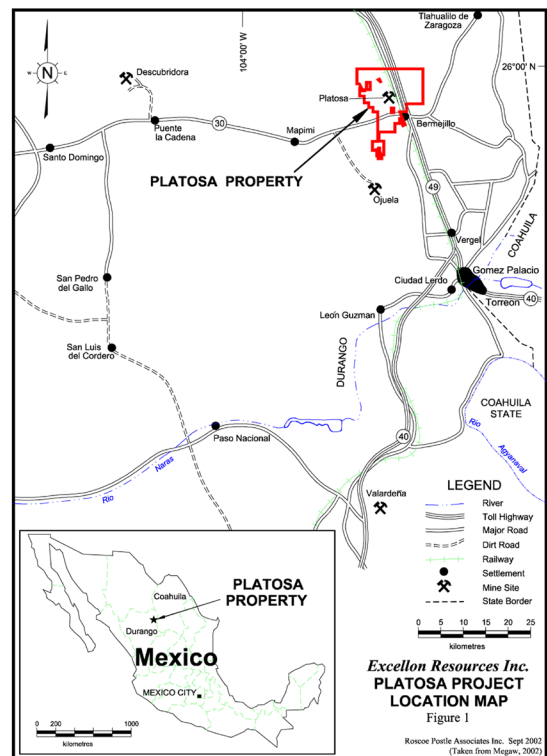 Tlahualilo de
Zaragoza
104°00' W
26°00' N
N
W
E
S
Descubridora
Platosa
Puente
la Cadena
30
Mapimi
Bermejillo
Santo Domingo
PLATOSA PROPERTY
Ojuela
49
COAHUILA
Vergel
Gomez Palacio
San Pedro
del Gallo
Ciudad Lerdo
Torreon
40
León Guzman
San Luis
del Cordero
DURANGO
COAHUILA
STATE
Rio
Aguanaval
40
Paso Nacional
Rio
Naras
Valardeña
LEGEND
River
Toll Highway
Major Road
Dirt Road
Railway
Settlement
Mine Site
State Border
0 5 10 15 20 25
kilometres
Coahuila
PLATOSA
PROPERTY
Durango
Mexico
MEXICO CITY
0 200 400 600 800 1000
kilometres
Excellon Resources Inc.
PLATOSA PROJECT
LOCATION MAP
Figure 1
Roscoe Postle Associates Inc. Sept 2002
(Taken from Megaw, 2002)